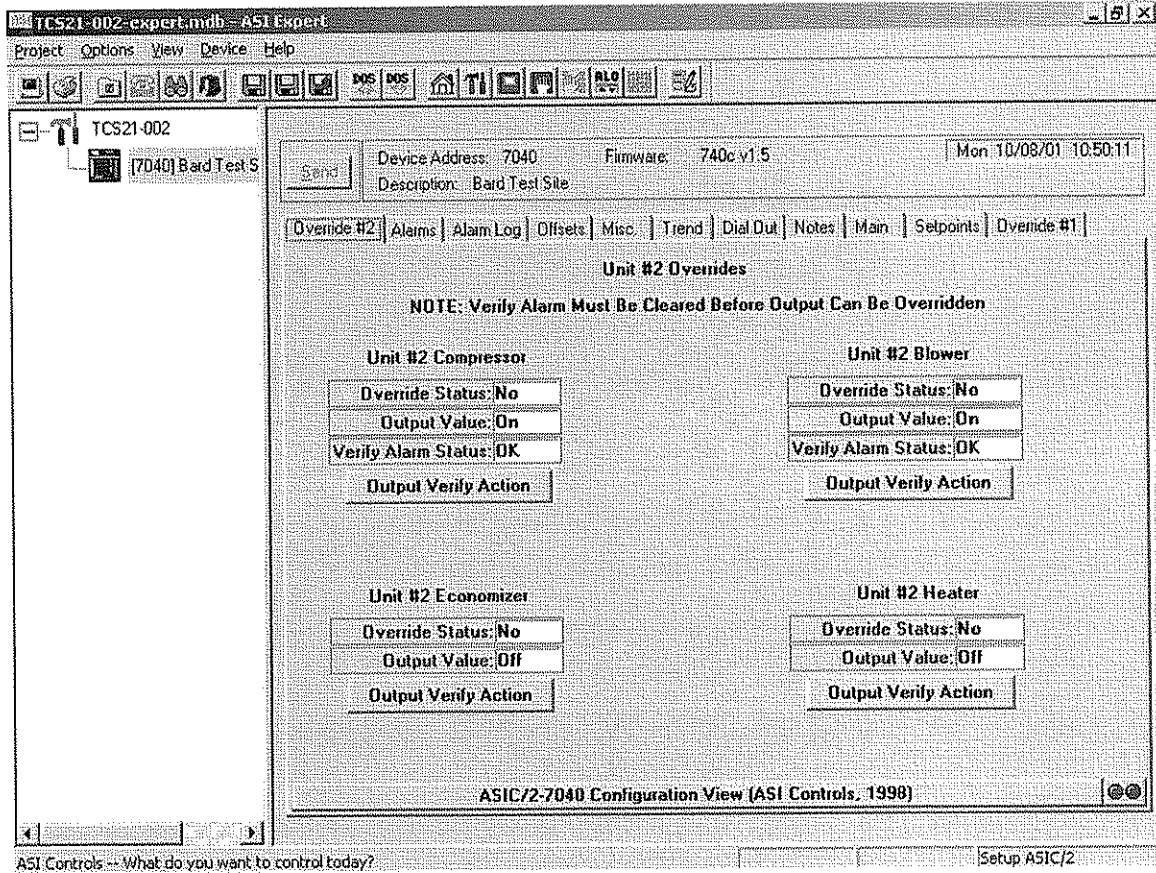 TCS21-002-expert.mdb - ASI Expert
Project Options View Device Help
DOS DOS
TCS21-002
[7040] Bard Test S
Send
Device Address: 7040 Firmware: 740c v1.5
Mon 10/08/01 10:50:11
Description: Bard Test Site
Override #2 Alarms Alarm Log Offsets Misc. Trend Dial Out Notes Main Setpoints Override #1
Unit #2 Overrides
NOTE: Verify Alarm Must Be Cleared Before Output Can Be Overridden
Unit #2 Compressor
Override Status: No
Output Value: On
Verify Alarm Status: OK
Output Verify Action
Unit #2 Blower
Override Status: No
Output Value: On
Verify Alarm Status: OK
Output Verify Action
Unit #2 Economizer
Override Status: No
Output Value: Off
Output Verify Action
Unit #2 Heater
Override Status: No
Output Value: Off
Output Verify Action
ASIC/2-7040 Configuration View (ASI Controls, 1998)
ASI Controls -- What do you want to control today?
Setup ASIC/2